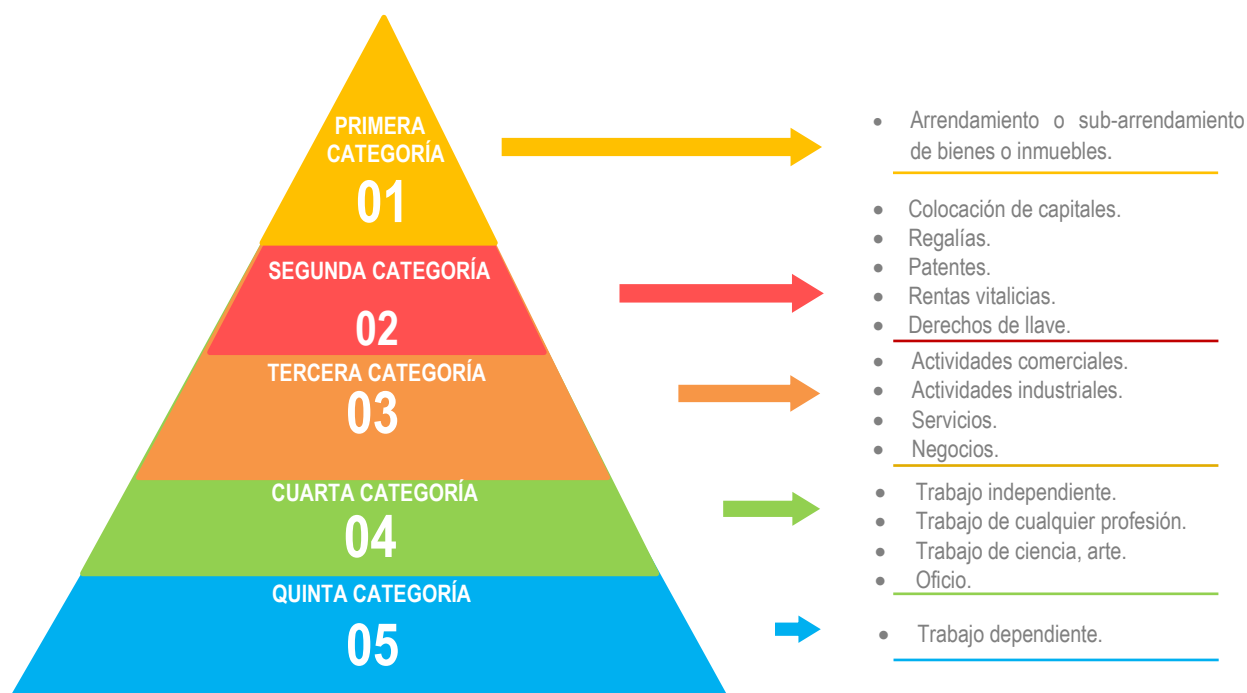 PRIMERA
CATEGORÍA
01
• Arrendamiento o sub-arrendamiento
de bienes o inmuebles.
SEGUNDA CATEGORÍA
02
• Colocación de capitales.
• Regalías.
• Patentes.
• Rentas vitalicias.
• Derechos de llave.
TERCERA CATEGORÍA
03
• Actividades comerciales.
• Actividades industriales.
• Servicios.
• Negocios.
CUARTA CATEGORÍA
04
• Trabajo independiente.
• Trabajo de cualquier profesión.
• Trabajo de ciencia, arte.
• Oficio.
QUINTA CATEGORÍA
05
• Trabajo dependiente.